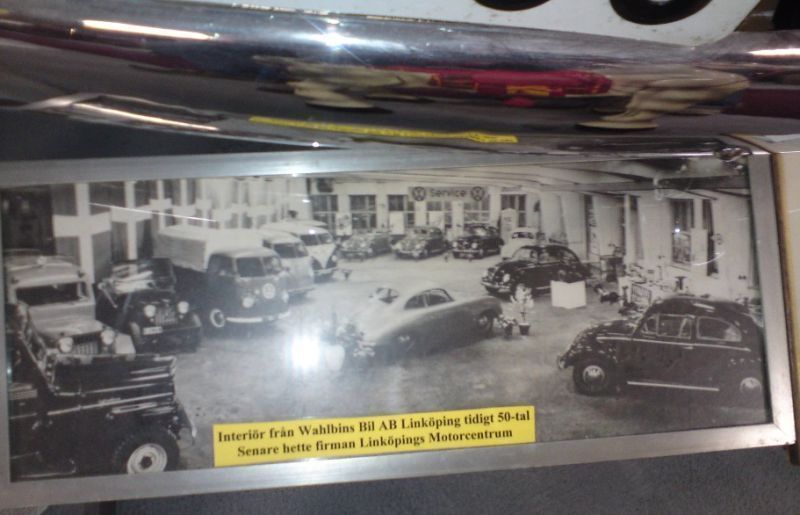 Service
Interiör från Wahlbins Bil AB Linköping tidigt 50-tal
Senare hette firman Linköpings Motorcentrum